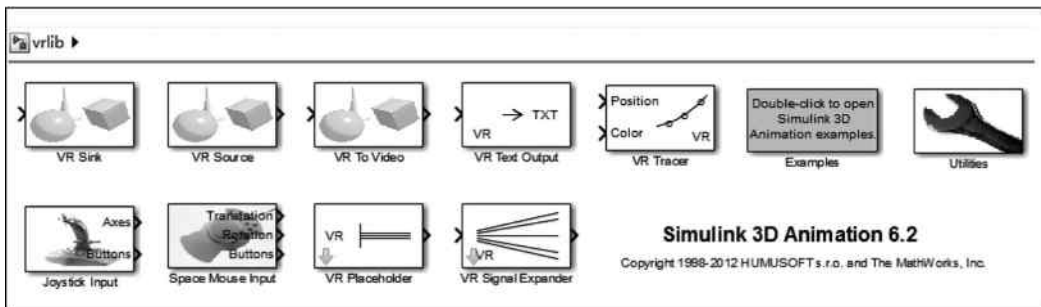 vrlib
VR Sink
VR Source
VR To Video
→ TXT
VR
VR Text Output
Position
Color
VR
VR Tracer
Double-click to open
Simulink 3D
Animation examples.
Examples
Utilities
Axes
Buttons
Joystick Input
Translation
Rotation
Buttons
Space Mouse Input
VR
VR Placeholder
VR
VR Signal Expander
Simulink 3D Animation 6.2
Copyright 1998-2012 HUMUSOFT s.r.o. and The MathWorks, Inc.